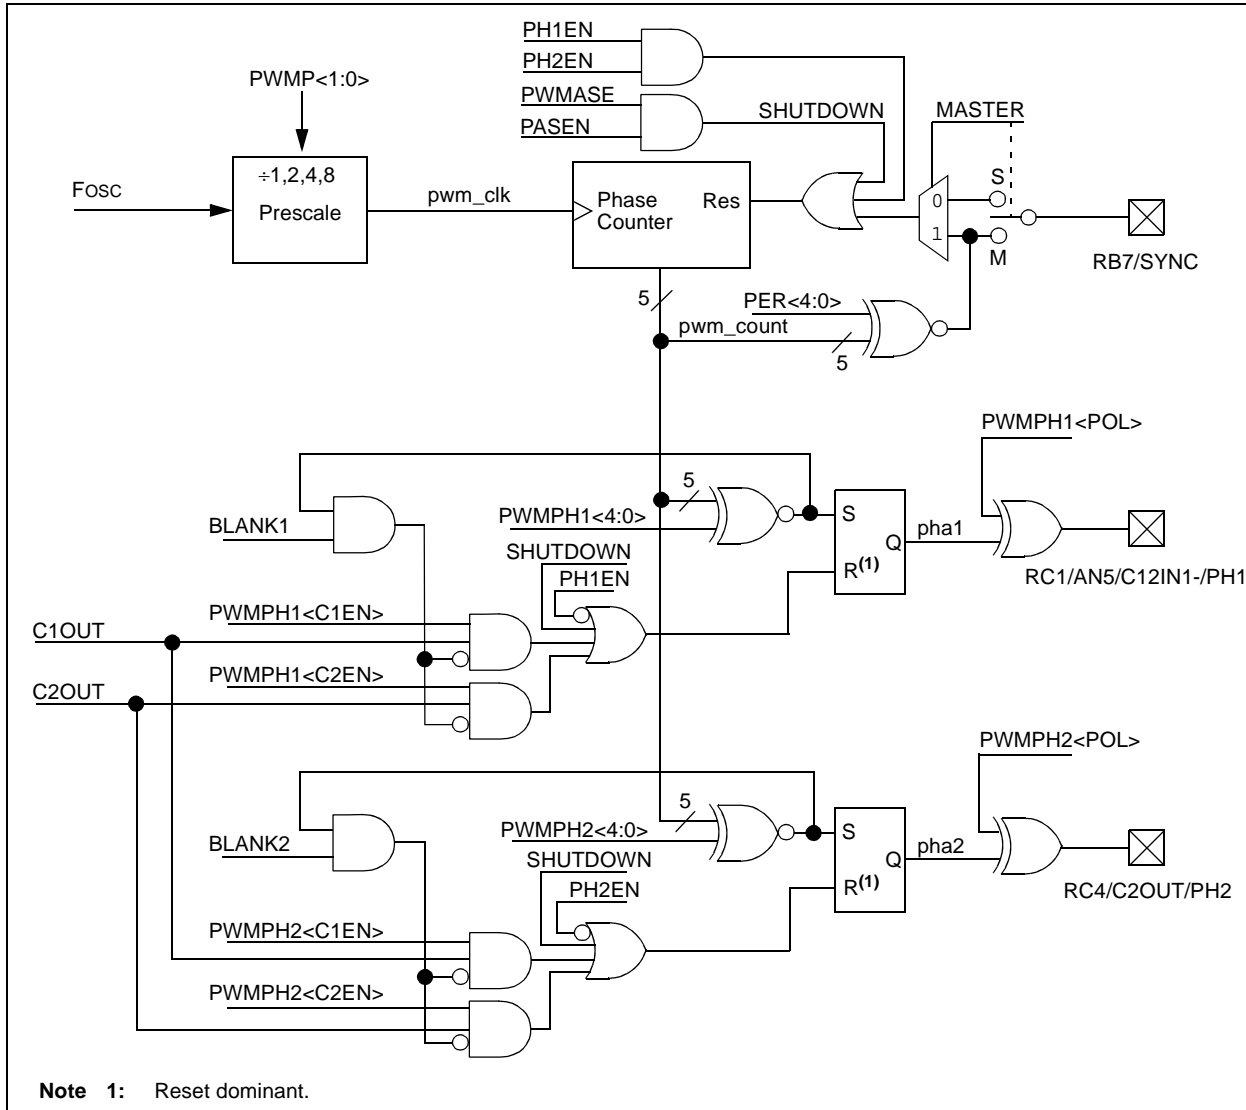 PH1EN
PH2EN
PWMP<1:0>
PWMASE
PASEN
SHUTDOWN
MASTER
FOSC
÷1,2,4,8
Prescale
pwm_clk
Phase
Counter
Res
0
1
S
M
RB7/SYNC
5
PER<4:0>
pwm_count
5
PWMPH1<POL>
BLANK1
5
PWMPH1<4:0>
S
Q
R(1)
pha1
RC1/AN5/C12IN1-/PH1
SHUTDOWN
PH1EN
PWMPH1<C1EN>
C1OUT
PWMPH1<C2EN>
C2OUT
PWMPH2<POL>
BLANK2
5
PWMPH2<4:0>
S
Q
R(1)
pha2
RC4/C2OUT/PH2
SHUTDOWN
PH2EN
PWMPH2<C1EN>
PWMPH2<C2EN>
Note 1: Reset dominant.